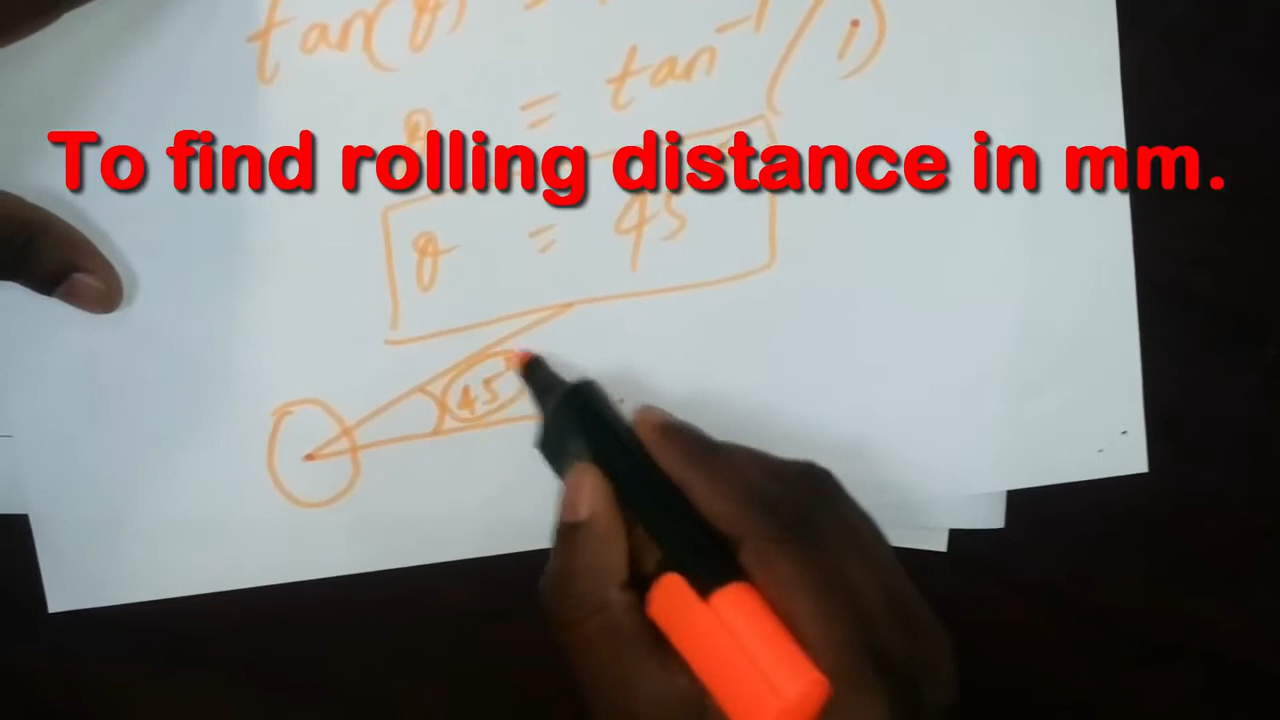 tan(θ) =
θ = tan⁻¹(1)
To find rolling distance in mm.
θ = 45
45